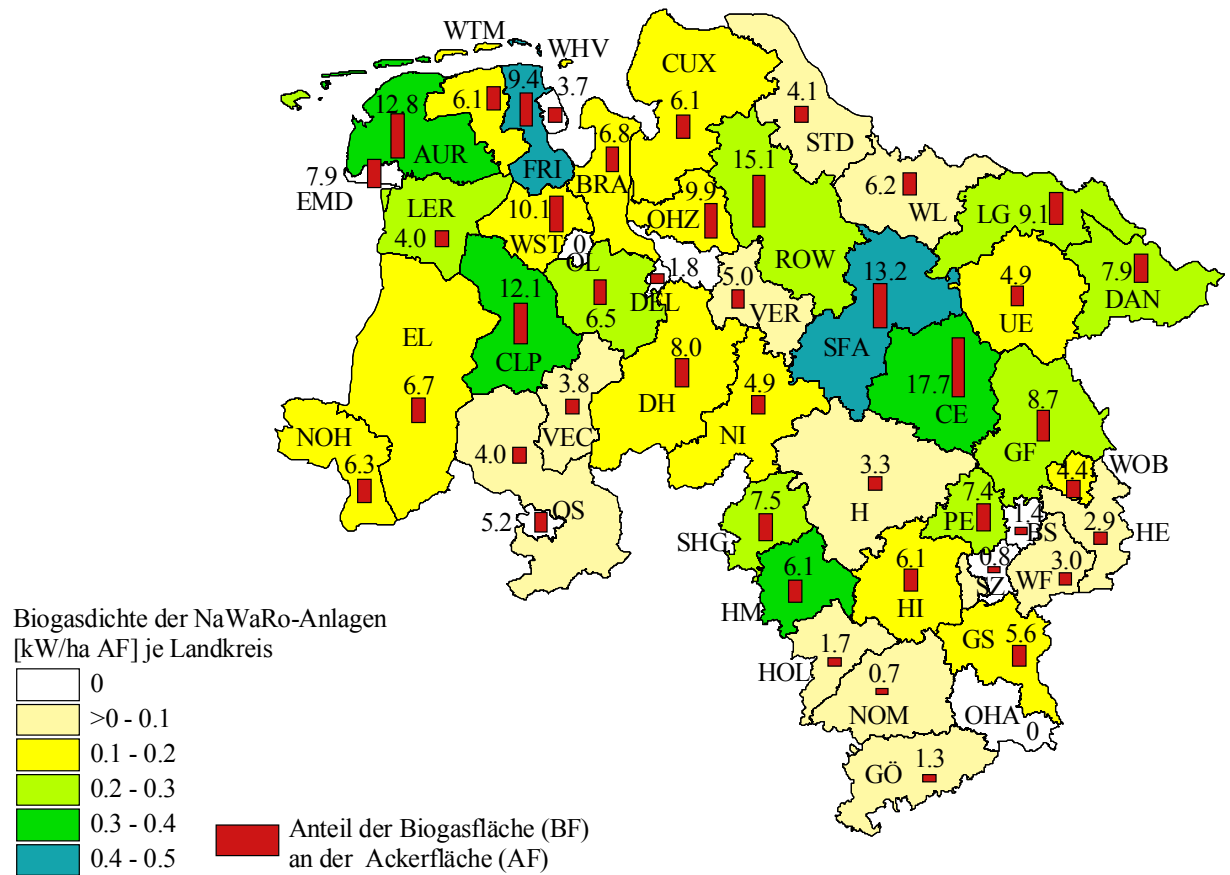 WTM
WHV
CUX
9.4
3.7
12.8
6.1
6.1
4.1
STD
AUR
FRI
6.8
BRA
15.1
7.9
EMD
6.2
WL
LER
10.1
9.9
OHZ
LG 9.1
4.0
WST
0
OL
ROW
13.2
1.8
DEL
5.0
VER
4.9
UE
7.9
DAN
12.1
6.5
EL
CLP
SFA
8.0
DH
17.7
CE
3.8
VEC
4.9
NI
8.7
GF
6.7
NOH
4.0
6.3
3.3
H
WOB
4.4
OS
5.2
7.5
SHG
7.4
PE
1.4
BS
2.9
HE
0.8
SZ
3.0
WF
6.1
HM
6.1
HI
GS
5.6
1.7
HOL
0.7
NOM
OHA
0
GÖ
1.3
Biogasdichte der NaWaRo-Anlagen
[kW/ha AF] je Landkreis
0
>0 - 0.1
0.1 - 0.2
0.2 - 0.3
0.3 - 0.4
0.4 - 0.5
Anteil der Biogasfläche (BF)
an der Ackerfläche (AF)